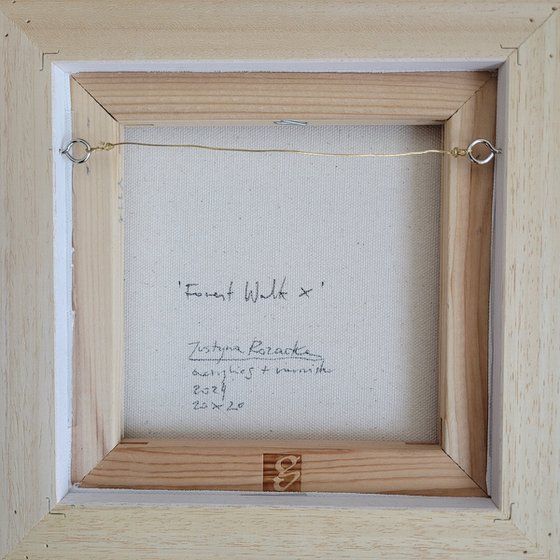 'Forest Walk x'
Justyna Kozacka
acrylics + varnish
2024
20x20